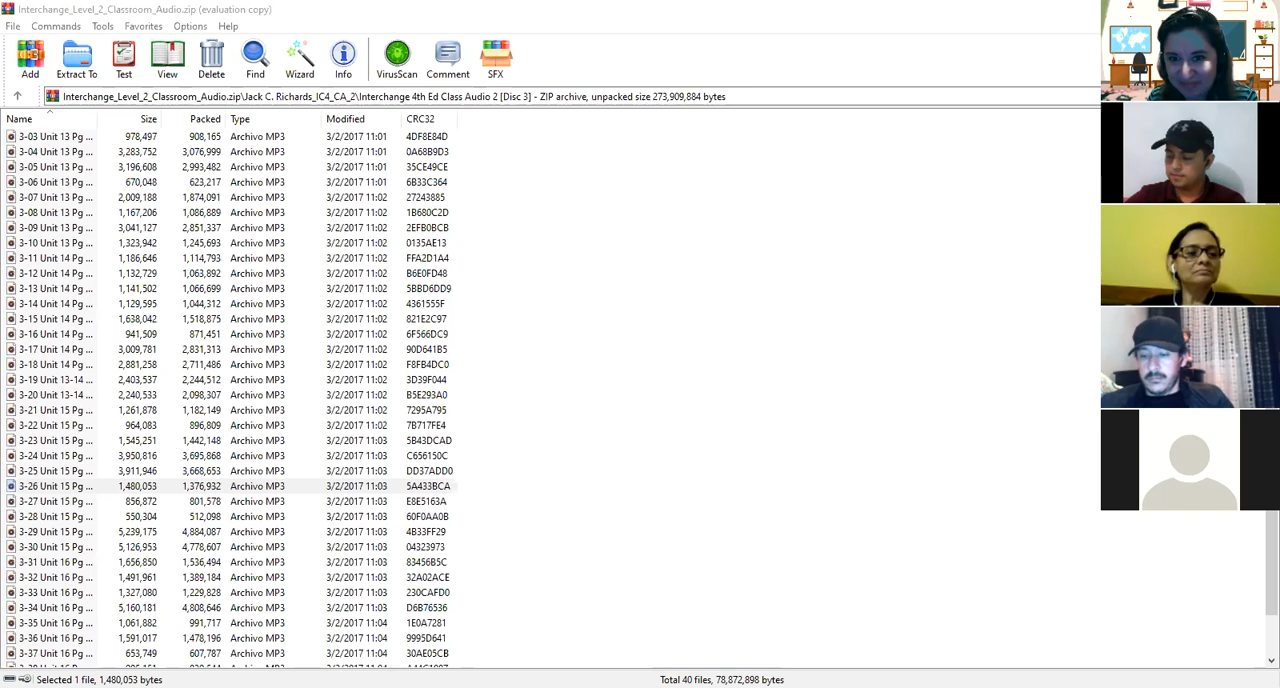 Interchange_Level_2_Classroom_Audio.zip (evaluation copy)
File Commands Tools Favorites Options Help
Add Extract To Test View Delete Find Wizard Info VirusScan Comment SFX
Interchange_Level_2_Classroom_Audio.zip\Jack C. Richards_IC4_CA_2\Interchange 4th Ed Class Audio 2 [Disc 3] - ZIP archive, unpacked size 273,909,884 bytes
Name Size Packed Type Modified CRC32
3-03 Unit 13 Pg ... 978,497 908,165 Archivo MP3 3/2/2017 11:01 4DF8E84D
3-04 Unit 13 Pg ... 3,283,752 3,076,999 Archivo MP3 3/2/2017 11:01 0A68B9D3
3-05 Unit 13 Pg ... 3,196,608 2,993,482 Archivo MP3 3/2/2017 11:01 35CE49CE
3-06 Unit 13 Pg ... 670,048 623,217 Archivo MP3 3/2/2017 11:01 6B33C364
3-07 Unit 13 Pg ... 2,009,188 1,874,091 Archivo MP3 3/2/2017 11:02 27243885
3-08 Unit 13 Pg ... 1,167,206 1,086,889 Archivo MP3 3/2/2017 11:02 1B680C2D
3-09 Unit 13 Pg ... 3,041,127 2,851,337 Archivo MP3 3/2/2017 11:02 2EFB0BCB
3-10 Unit 13 Pg ... 1,323,942 1,245,693 Archivo MP3 3/2/2017 11:02 0135AE13
3-11 Unit 14 Pg ... 1,186,646 1,114,793 Archivo MP3 3/2/2017 11:02 FFA2D1A4
3-12 Unit 14 Pg ... 1,132,729 1,063,892 Archivo MP3 3/2/2017 11:02 B6E0FD48
3-13 Unit 14 Pg ... 1,141,502 1,066,699 Archivo MP3 3/2/2017 11:02 5BBD6DD9
3-14 Unit 14 Pg ... 1,129,595 1,044,312 Archivo MP3 3/2/2017 11:02 4361555F
3-15 Unit 14 Pg ... 1,638,042 1,518,875 Archivo MP3 3/2/2017 11:02 821E2C97
3-16 Unit 14 Pg ... 941,509 871,451 Archivo MP3 3/2/2017 11:02 6F566DC9
3-17 Unit 14 Pg ... 3,009,781 2,831,313 Archivo MP3 3/2/2017 11:02 90D641B5
3-18 Unit 14 Pg ... 2,881,258 2,711,486 Archivo MP3 3/2/2017 11:02 F8FB4DC0
3-19 Unit 13-14 ... 2,403,537 2,244,512 Archivo MP3 3/2/2017 11:02 3D39F044
3-20 Unit 13-14 ... 2,240,533 2,098,307 Archivo MP3 3/2/2017 11:02 B5E293A0
3-21 Unit 15 Pg ... 1,261,878 1,182,149 Archivo MP3 3/2/2017 11:02 7295A795
3-22 Unit 15 Pg ... 964,083 896,809 Archivo MP3 3/2/2017 11:02 7B717FE4
3-23 Unit 15 Pg ... 1,545,251 1,442,148 Archivo MP3 3/2/2017 11:03 5B43DCAD
3-24 Unit 15 Pg ... 3,950,816 3,695,868 Archivo MP3 3/2/2017 11:03 C656150C
3-25 Unit 15 Pg ... 3,911,946 3,668,653 Archivo MP3 3/2/2017 11:03 DD37ADD0
3-26 Unit 15 Pg ... 1,480,053 1,376,932 Archivo MP3 3/2/2017 11:03 5A433BCA
3-27 Unit 15 Pg ... 856,872 801,578 Archivo MP3 3/2/2017 11:03 E8E5163A
3-28 Unit 15 Pg ... 550,304 512,098 Archivo MP3 3/2/2017 11:03 60F0AA0B
3-29 Unit 15 Pg ... 5,239,175 4,884,087 Archivo MP3 3/2/2017 11:03 4B33FF29
3-30 Unit 15 Pg ... 5,126,953 4,778,607 Archivo MP3 3/2/2017 11:03 04323973
3-31 Unit 16 Pg ... 1,656,850 1,536,494 Archivo MP3 3/2/2017 11:03 83456B5C
3-32 Unit 16 Pg ... 1,491,961 1,389,184 Archivo MP3 3/2/2017 11:03 32A02ACE
3-33 Unit 16 Pg ... 1,327,080 1,229,828 Archivo MP3 3/2/2017 11:03 230CAFD0
3-34 Unit 16 Pg ... 5,160,181 4,808,646 Archivo MP3 3/2/2017 11:03 D6B76536
3-35 Unit 16 Pg ... 1,061,882 991,717 Archivo MP3 3/2/2017 11:04 1E0A7281
3-36 Unit 16 Pg ... 1,591,017 1,478,196 Archivo MP3 3/2/2017 11:04 9995D641
3-37 Unit 16 Pg ... 653,749 607,787 Archivo MP3 3/2/2017 11:04 30AE05CB
Selected 1 file, 1,480,053 bytes Total 40 files, 78,872,898 bytes